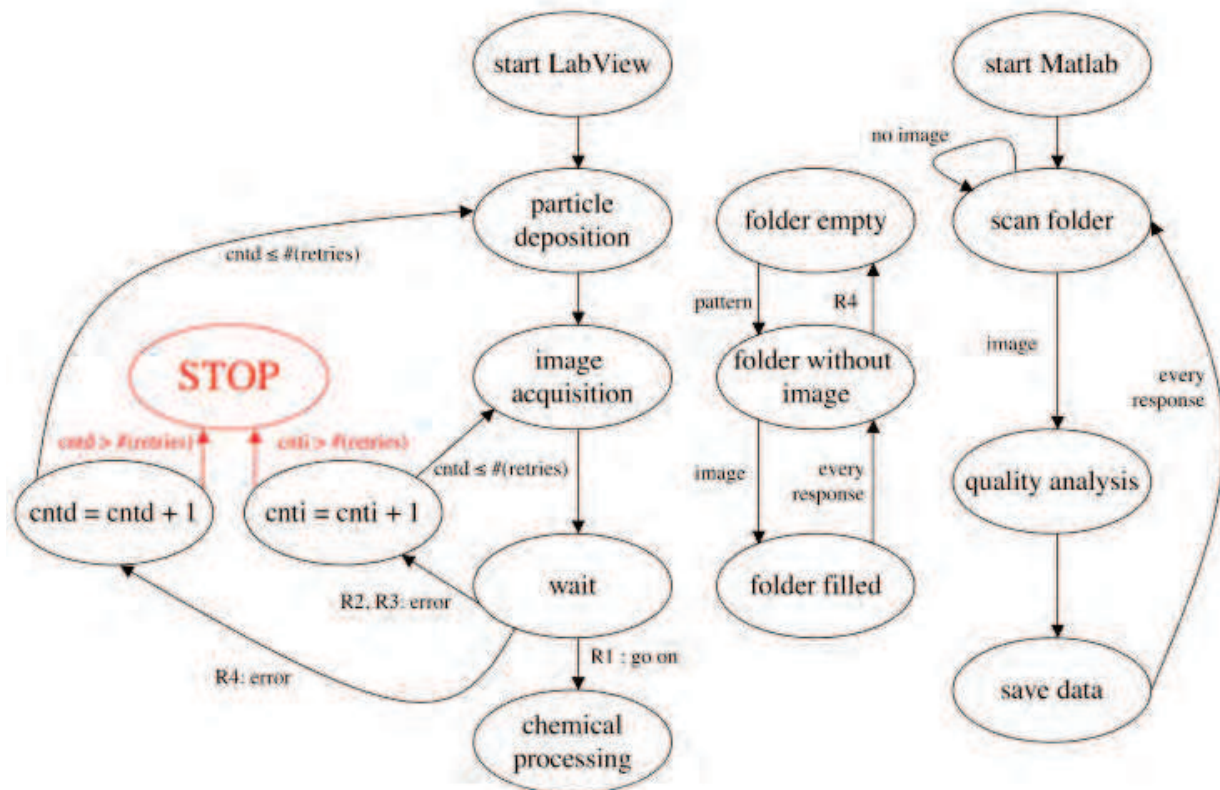 start LabView
start Matlab
no image
particle
deposition
folder empty
scan folder
cntd ≤ #(retries)
pattern
R4
image
STOP
image
acquisition
folder without
image
every
response
cntd > #(retries)
cnti > #(retries)
cntd ≤ #(retries)
image
every
response
cntd = cntd + 1
cnti = cnti + 1
quality analysis
wait
folder filled
R2, R3: error
R1 : go on
R4: error
save data
chemical
processing